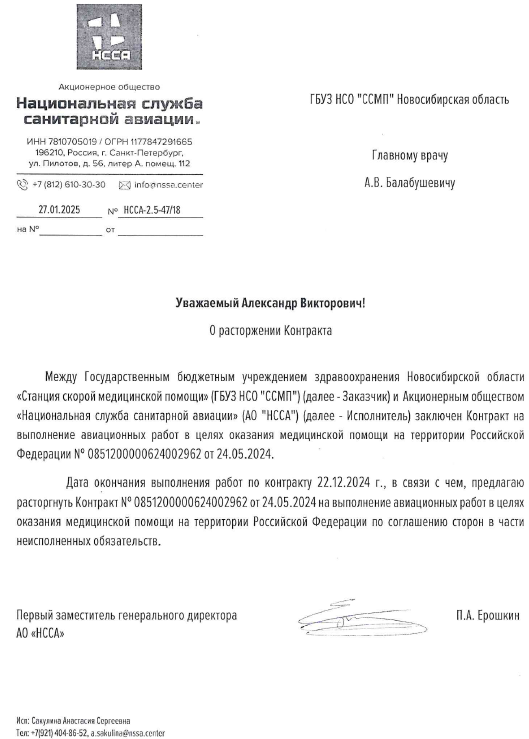 НССА
Акционерное общество
Национальная служба
санитарной авиации
ИНН 7810705019 / ОГРН 1177847291665
196210, Россия, г. Санкт-Петербург,
ул. Пилотов, д. 56, литер А, помещ. 112
+7 (812) 610-30-30 info@nssa.center
27.01.2025 № НССА-2.5-47/18
на № от
ГБУЗ НСО "ССМП" Новосибирская область
Главному врачу
А.В. Балабушевичу
Уважаемый Александр Викторович!
О расторжении Контракта
Между Государственным бюджетным учреждением здравоохранения Новосибирской области
«Станция скорой медицинской помощи» (ГБУЗ НСО "ССМП") (далее - Заказчик) и Акционерным обществом
«Национальная служба санитарной авиации» (АО "НССА") (далее - Исполнитель) заключен Контракт на
выполнение авиационных работ в целях оказания медицинской помощи на территории Российской
Федерации № 0851200000624002962 от 24.05.2024.
Дата окончания выполнения работ по контракту 22.12.2024 г., в связи с чем, предлагаю
расторгнуть Контракт № 0851200000624002962 от 24.05.2024 на выполнение авиационных работ в целях
оказания медицинской помощи на территории Российской Федерации по соглашению сторон в части
неисполненных обязательств.
Первый заместитель генерального директора П.А. Ерошкин
АО «НССА»
Исп: Сакулина Анастасия Сергеевна
Тел: +7(921) 404-86-52, a.sakulina@nssa.center